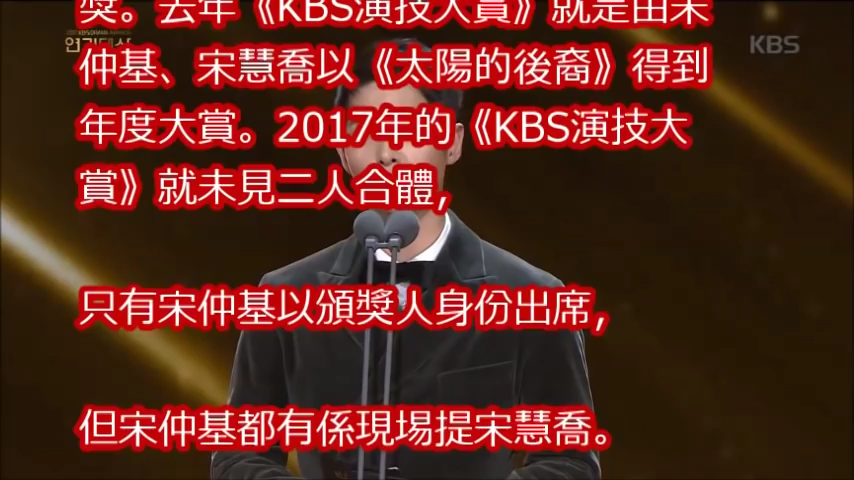 獎。去年《KBS演技大賞》就是由宋
연기대상
KBS
仲基、宋慧喬以《太陽的後裔》得到
年度大賞。2017年的《KBS演技大
賞》就未見二人合體,
只有宋仲基以頒獎人身份出席,
但宋仲基都有係現場提宋慧喬。